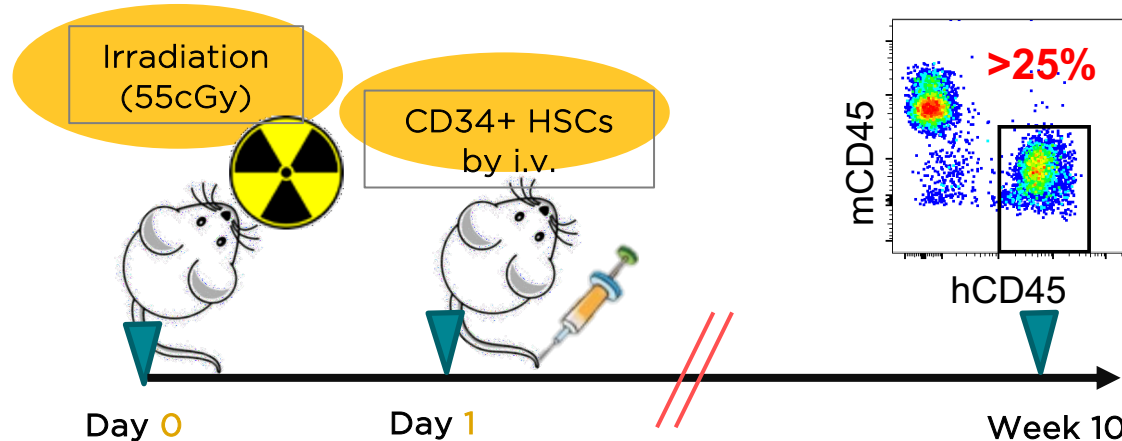 Irradiation
(55cGy)
CD34+ HSCs
by i.v.
>25%
mCD45
hCD45
Day 0
Day 1
Week 10